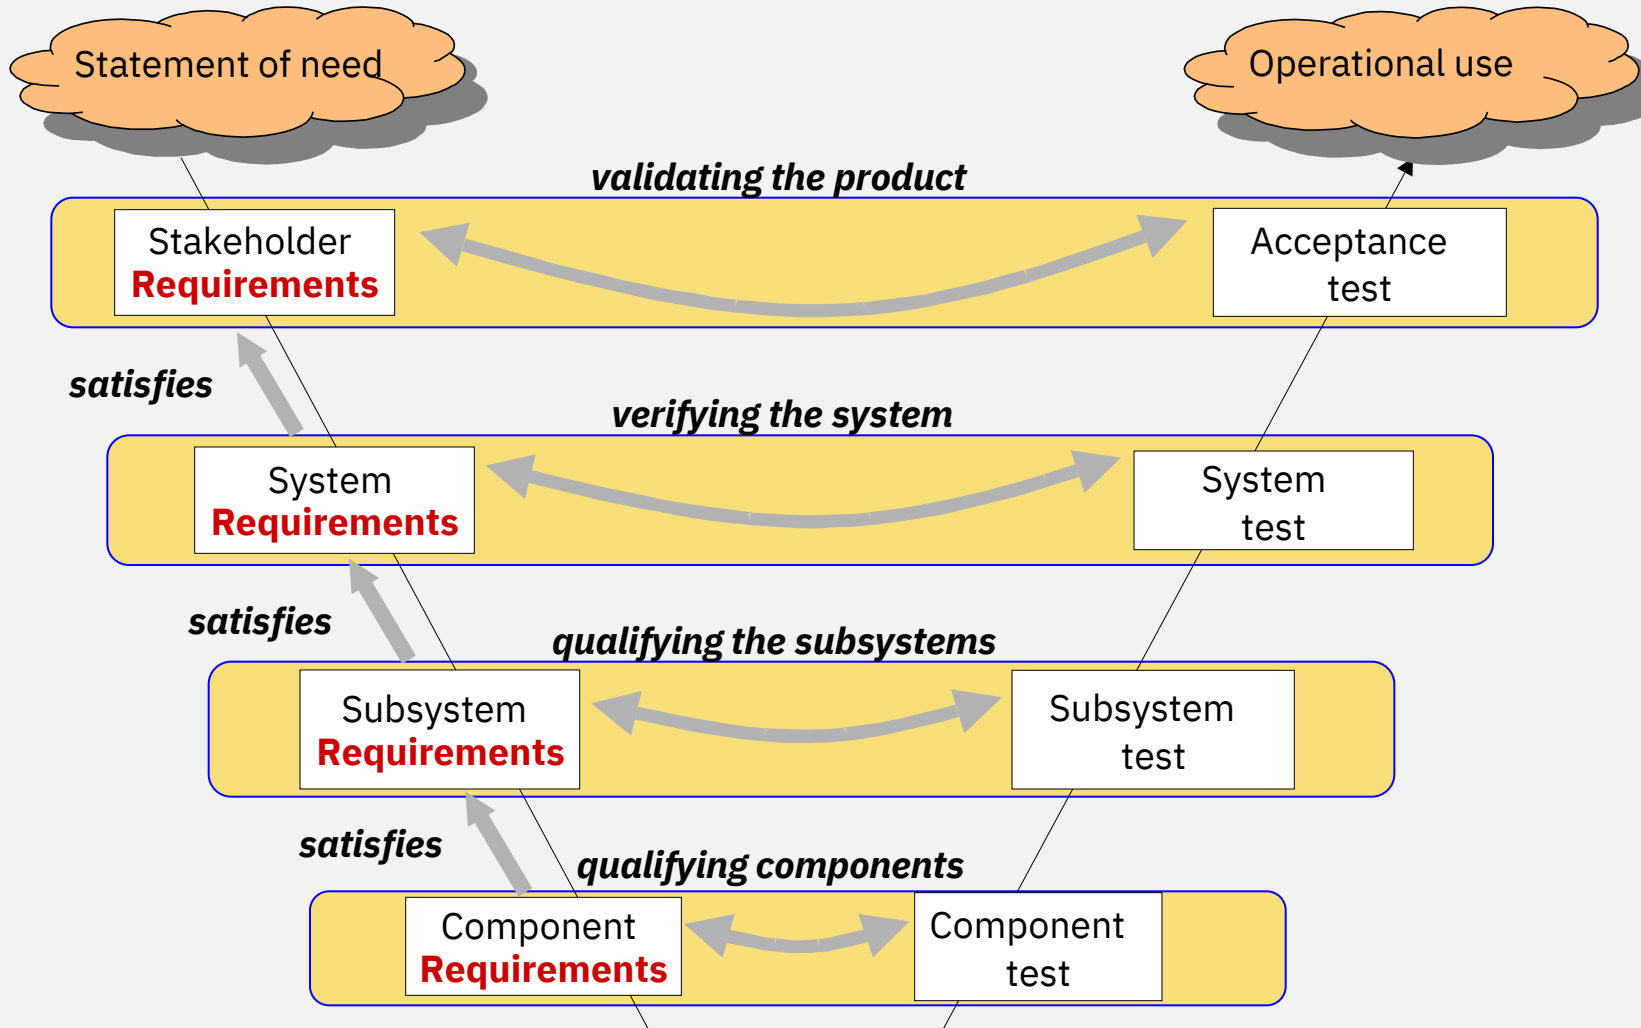 Statement of need
Operational use
validating the product
Stakeholder
Requirements
Acceptance
test
satisfies
verifying the system
System
Requirements
System
test
satisfies
qualifying the subsystems
Subsystem
Requirements
Subsystem
test
satisfies
qualifying components
Component
Requirements
Component
test